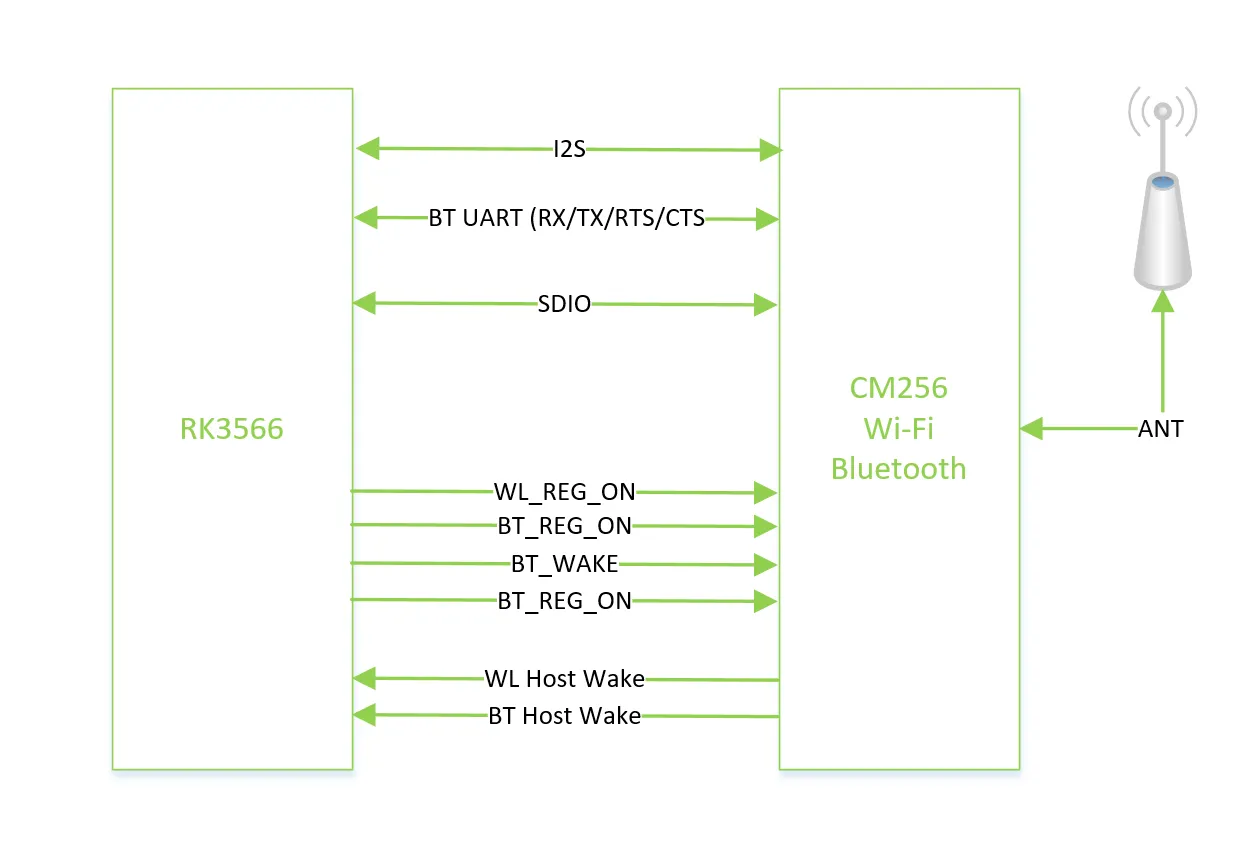 I2S
BT UART (RX/TX/RTS/CTS
SDIO
RK3566
CM256
Wi-Fi
Bluetooth
ANT
WL_REG_ON
BT_REG_ON
BT_WAKE
BT_REG_ON
WL Host Wake
BT Host Wake